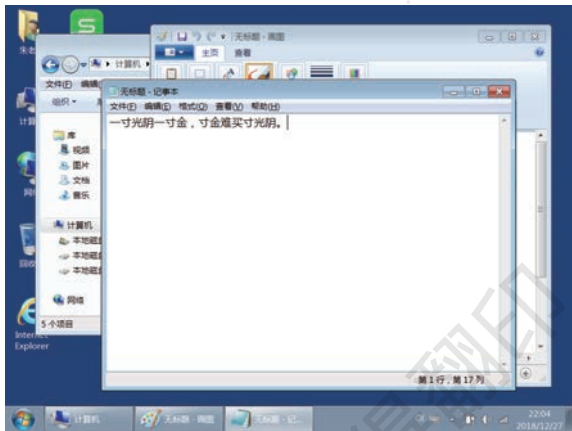 无标题 - 画图
主页 查看
计算机
文件(F) 编辑
组织
库
视频
图片
文档
音乐
计算机
本地磁盘
本地磁盘
本地磁盘
网络
5 个项目
无标题 - 记事本
文件(F) 编辑(E) 格式(O) 查看(V) 帮助(H)
一寸光阴一寸金，寸金难买寸光阴。
第 1 行，第 17 列
Internet
Explorer
计算机
无标题 - 画图
无标题 - 记...
22:04
2018/12/27
翻印